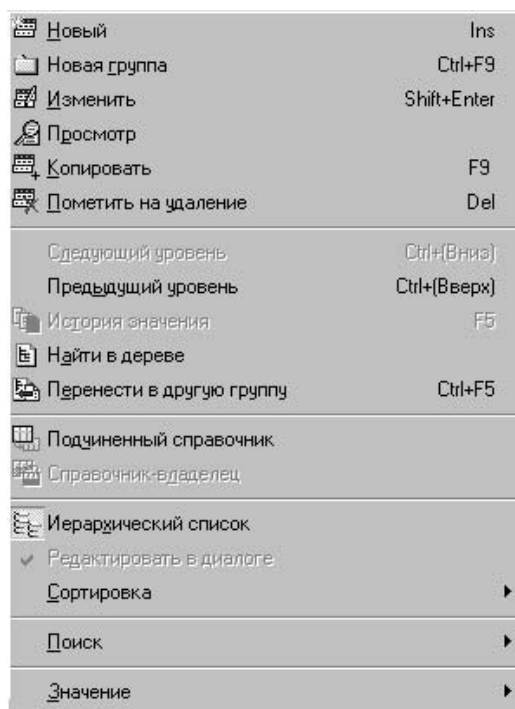 Новый Ins
Новая группа Ctrl+F9
Изменить Shift+Enter
Просмотр
Копировать F9
Пометить на удаление Del
Следующий уровень Ctrl+(Вниз)
Предыдущий уровень Ctrl+(Вверх)
История значения F5
Найти в дереве
Перенести в другую группу Ctrl+F5
Подчиненный справочник
Справочник-владелец
Иерархический список
Редактировать в диалоге
Сортировка
Поиск
Значение